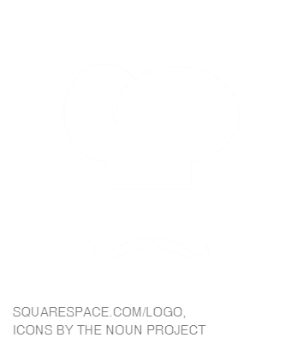 SQUARESPACE.COM/LOGO,
ICONS BY THE NOUN PROJECT